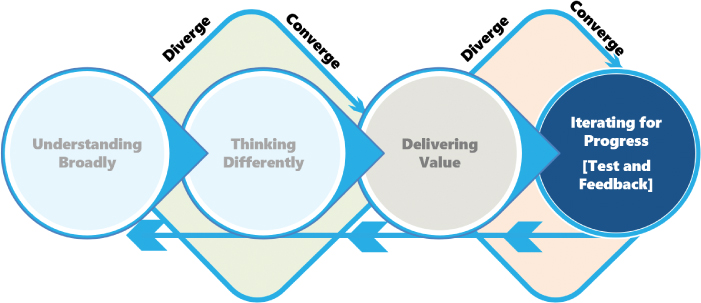 Diverge
Converge
Diverge
Converge
Understanding
Broadly
Thinking
Differently
Delivering
Value
Iterating for
Progress
[Test and
Feedback]